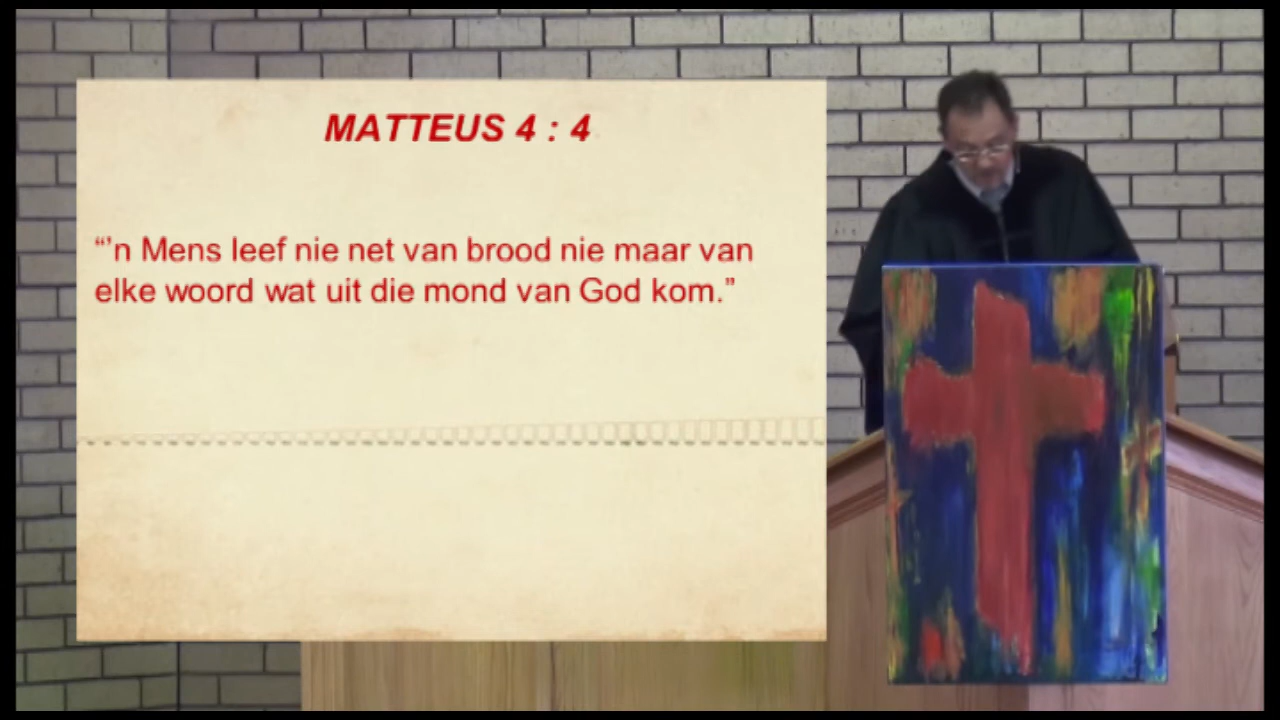 MATTEUS 4 : 4
“’n Mens leef nie net van brood nie maar van
elke woord wat uit die mond van God kom.”